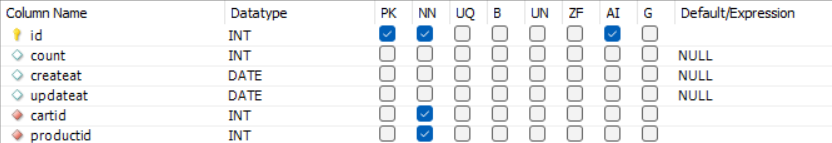 Column Name Datatype PK NN UQ B UN ZF AI G Default/Expression
id INT
count INT NULL
createat DATE NULL
updateat DATE NULL
cartid INT
productid INT